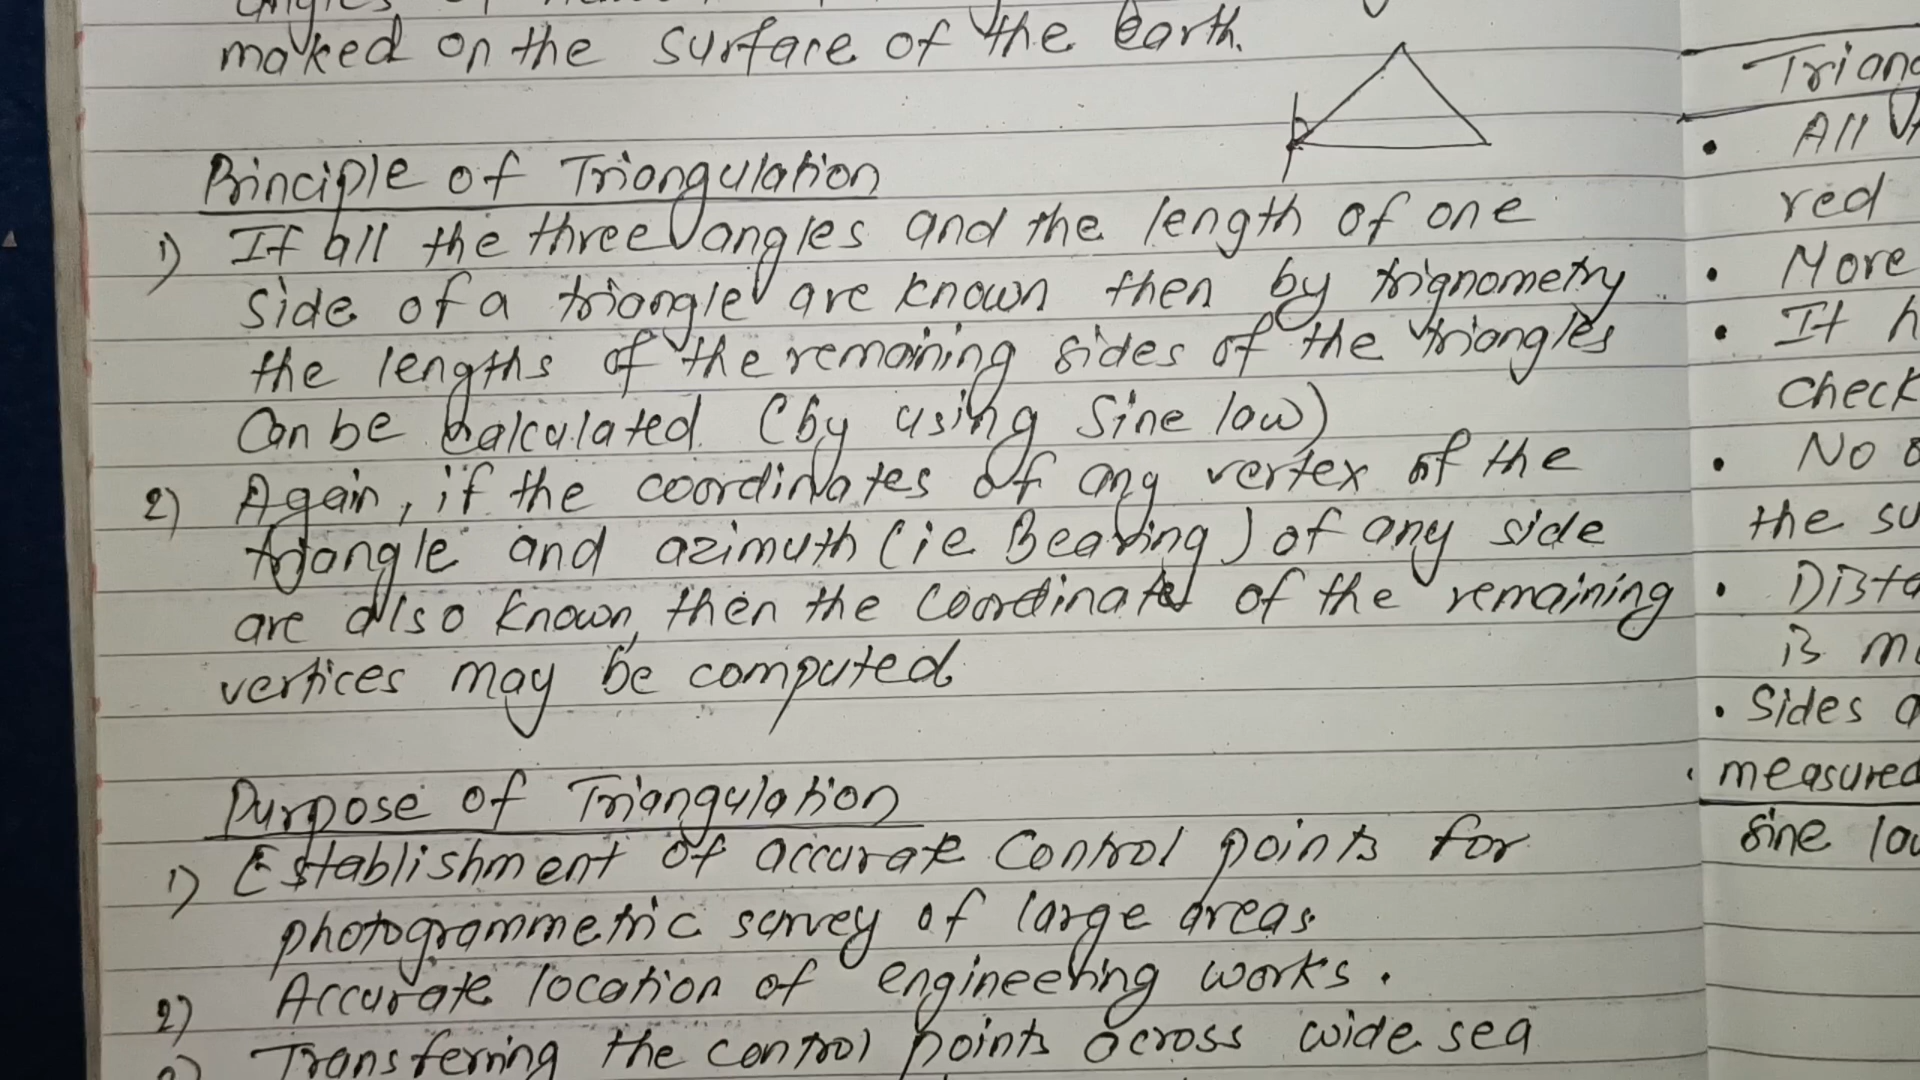 maked on the surface of the Earth.
Principle of Triangulation
1) If all the three angles and the length of one
side of a triangle are known then by trignometry
the lengths of the remaining sides of the triangles
Can be calculated. (by using Sine law)
2) Again, if the coordinates of any vertex of the
triangle and azimuth (ie Bearing) of any side
are also known, then the coordinates of the remaining
vertices may be computed.
Purpose of Triangulation
1) Establishment of accurate Control points for
photogrammetric survey of large areas.
2) Accurate location of engineering works.
Transferring the control points across wide sea
• All
red
• More
• It
check
• No
the
•
is
• Sides
measured
sine